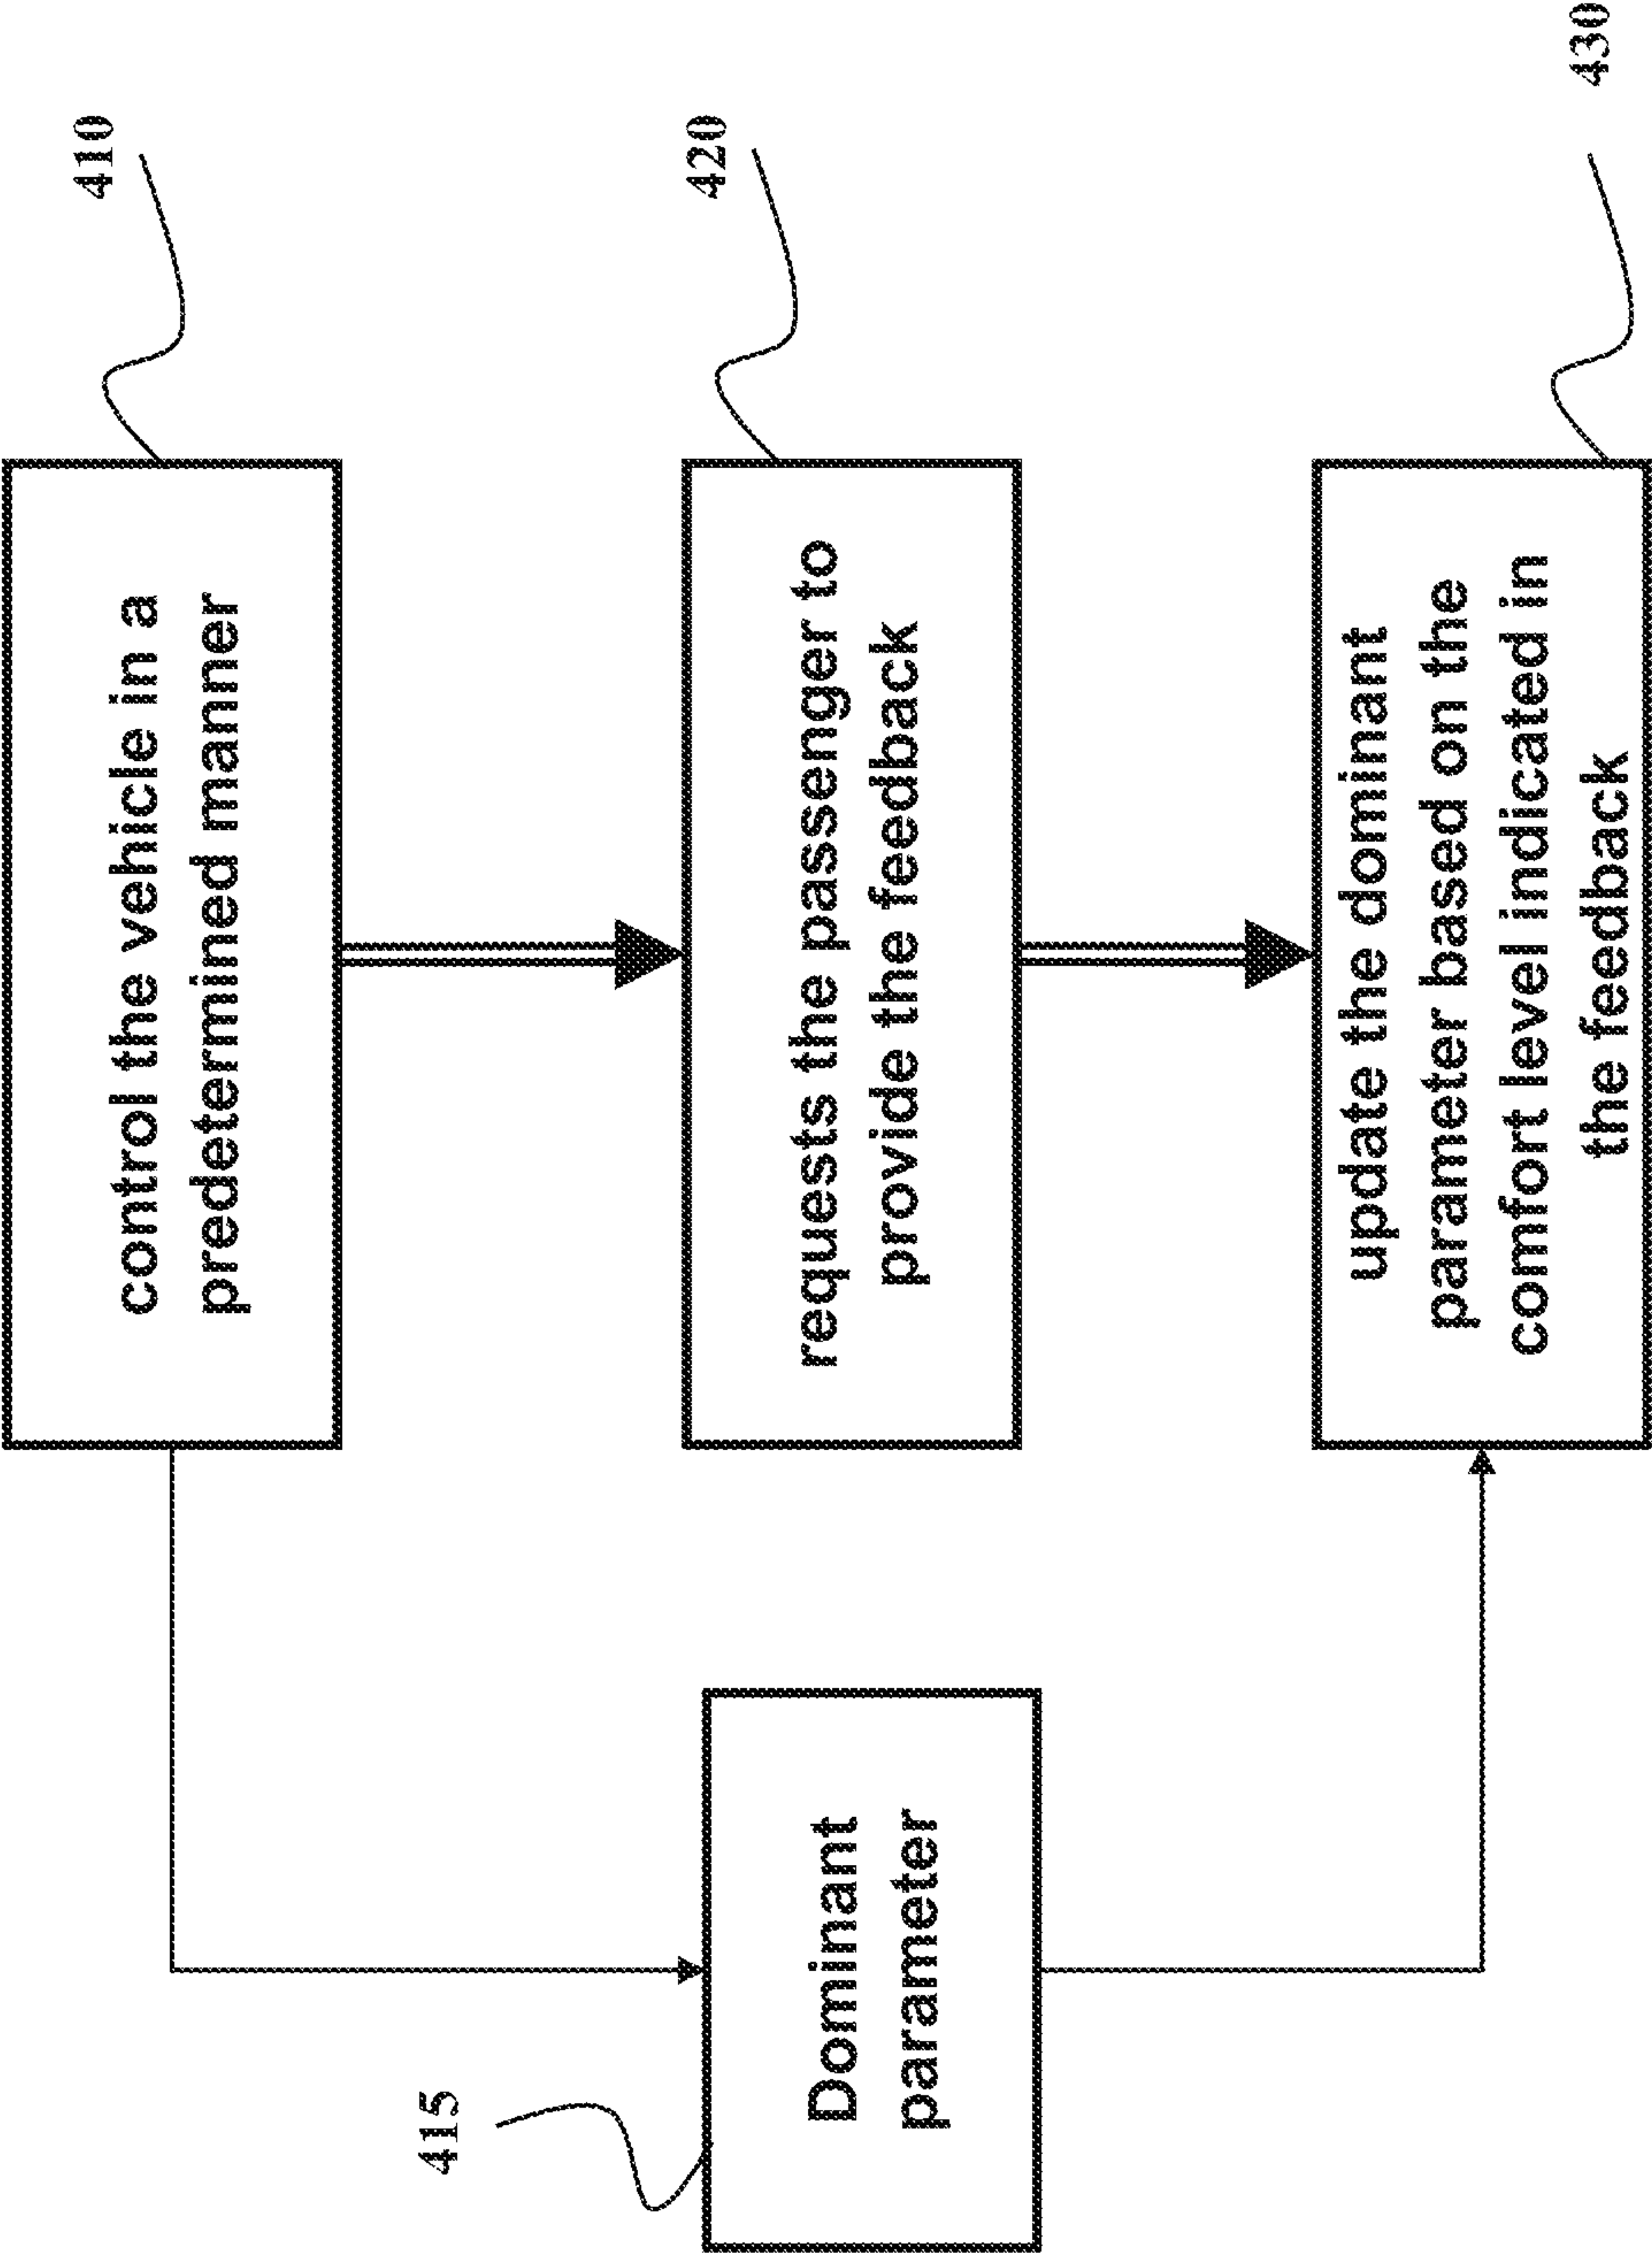 410
control the vehicle in a
predetermined manner
415
Dominant
parameter
420
requests the passenger to
provide the feedback
430
update the dominant
parameter based on the
comfort level indicated in
the feedback